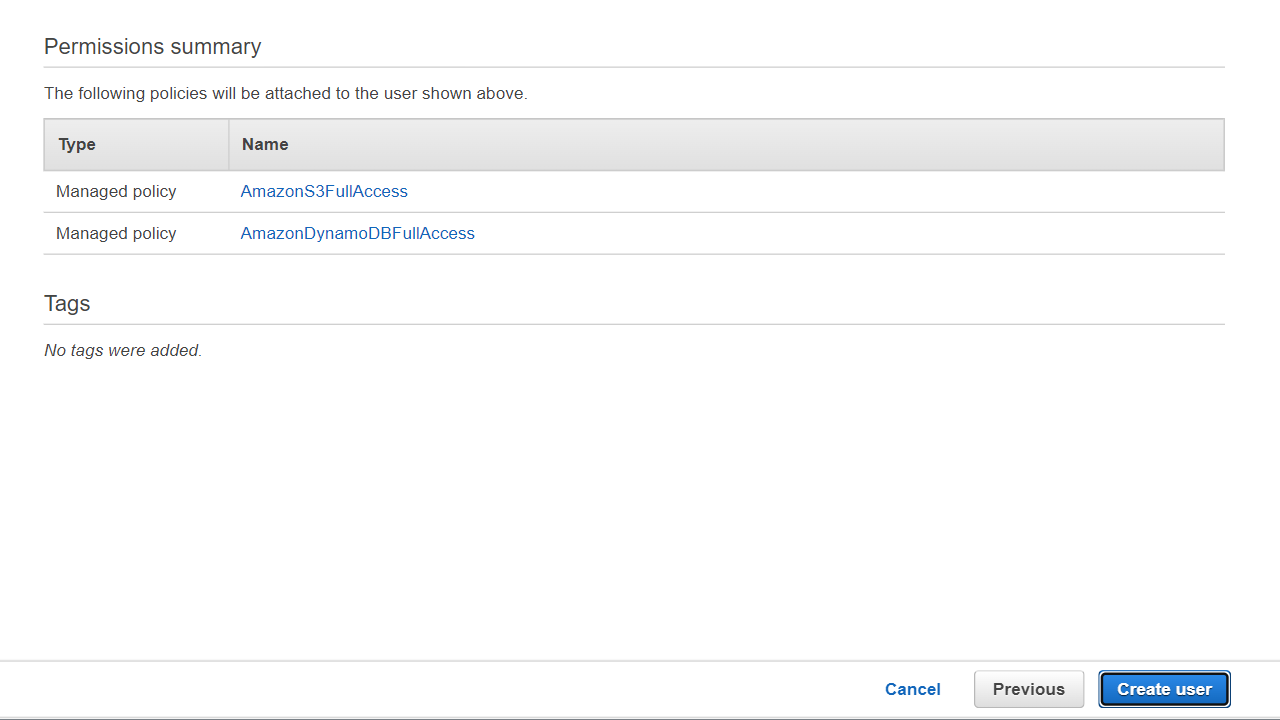 Permissions summary
The following policies will be attached to the user shown above.
Type Name
Managed policy AmazonS3FullAccess
Managed policy AmazonDynamoDBFullAccess
Tags
No tags were added.
Cancel Previous Create user